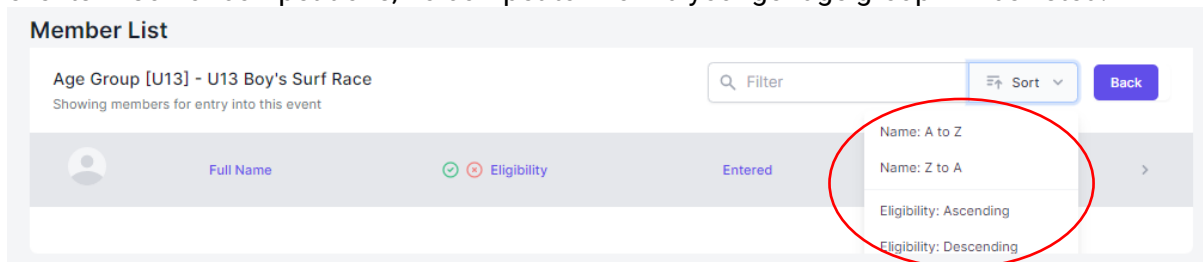 Member List
Age Group [U13] - U13 Boy's Surf Race
Showing members for entry into this event
Filter
Sort
Back
Name: A to Z
Full Name
Eligibility
Entered
Name: Z to A
Eligibility: Ascending
Eligibility: Descending